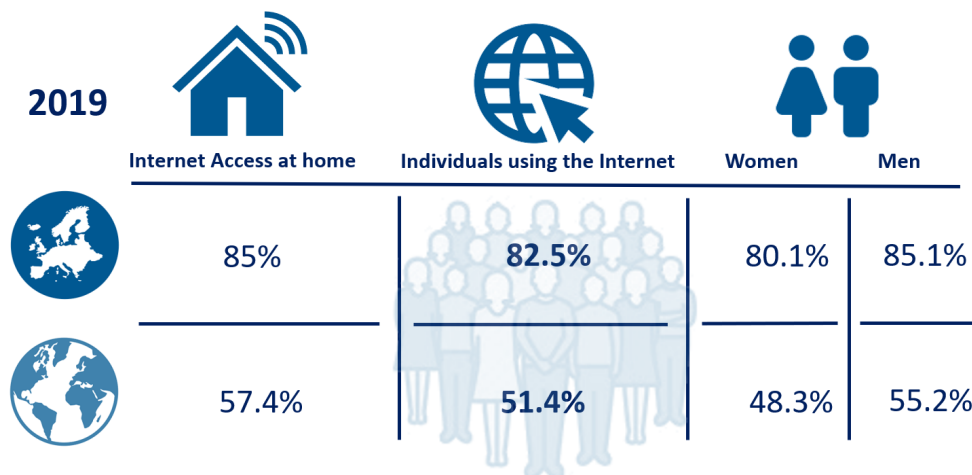 2019
Internet Access at home
Individuals using the Internet
Women
Men
85%
82.5%
80.1%
85.1%
57.4%
51.4%
48.3%
55.2%